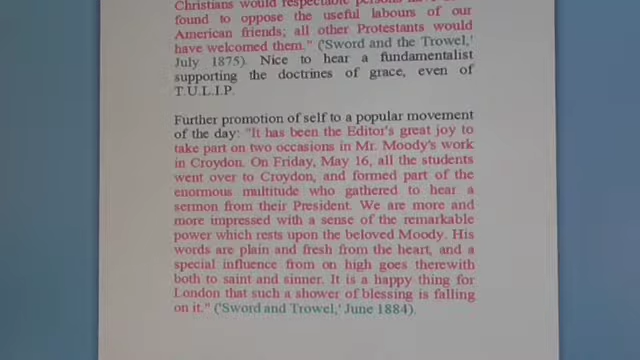 Christians would respectable persons have
found to oppose the useful labours of our
American friends; all other Protestants would
have welcomed them." ('Sword and the Trowel,'
July 1875). Nice to hear a fundamentalist
supporting the doctrines of grace, even of
T.U.L.I.P.
Further promotion of self to a popular movement
of the day: "It has been the Editor's great joy to
take part on two occasions in Mr. Moody's work
in Croydon. On Friday, May 16, all the students
went over to Croydon, and formed part of the
enormous multitude who gathered to hear a
sermon from their President. We are more and
more impressed with a sense of the remarkable
power which rests upon the beloved Moody. His
words are plain and fresh from the heart, and a
special influence from on high goes therewith
both to saint and sinner. It is a happy thing for
London that such a shower of blessing is falling
on it." ('Sword and Trowel,' June 1884).